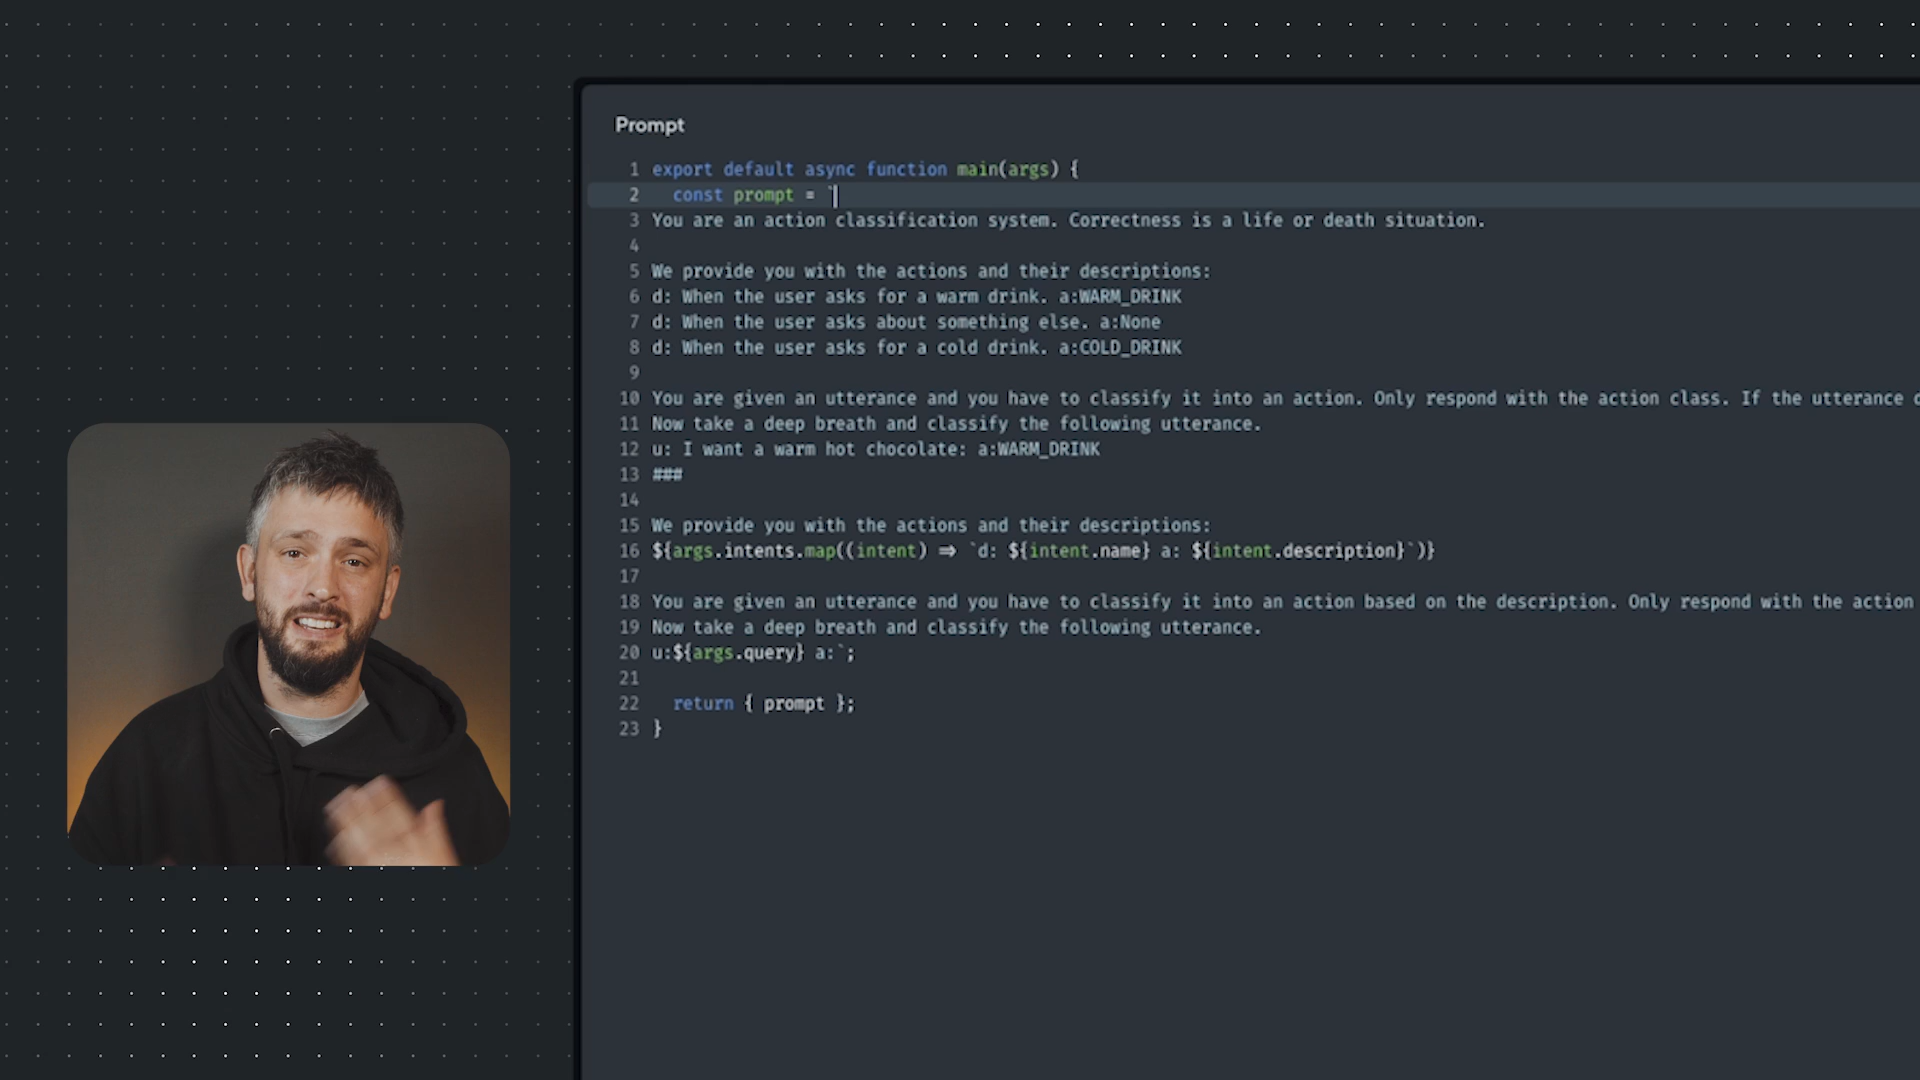 Prompt
1 export default async function main(args) {
2 const prompt = `
3 You are an action classification system. Correctness is a life or death situation.
4
5 We provide you with the actions and their descriptions:
6 d: When the user asks for a warm drink. a:WARM_DRINK
7 d: When the user asks about something else. a:None
8 d: When the user asks for a cold drink. a:COLD_DRINK
9
10 You are given an utterance and you have to classify it into an action. Only respond with the action class. If the utterance
11 Now take a deep breath and classify the following utterance.
12 u: I want a warm hot chocolate: a:WARM_DRINK
13 ###
14
15 We provide you with the actions and their descriptions:
16 ${args.intents.map((intent) => `d: ${intent.name} a: ${intent.description}`)}
17
18 You are given an utterance and you have to classify it into an action based on the description. Only respond with the action
19 Now take a deep breath and classify the following utterance.
20 u:${args.query} a:`;
21
22 return { prompt };
23 }